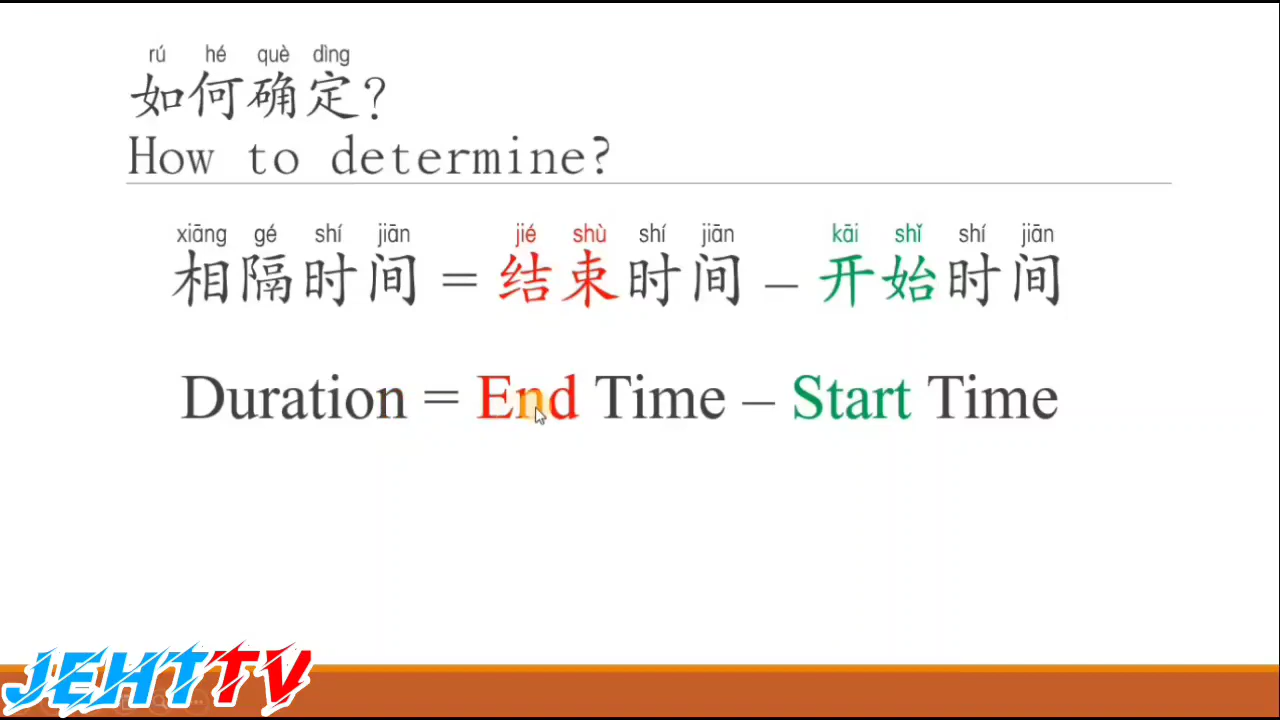 rú hé què dìng
如何确定?
How to determine?
xiāng gé shí jiān jié shù shí jiān kāi shǐ shí jiān
相隔时间 = 结束时间 – 开始时间
Duration = End Time – Start Time
JEHTTV